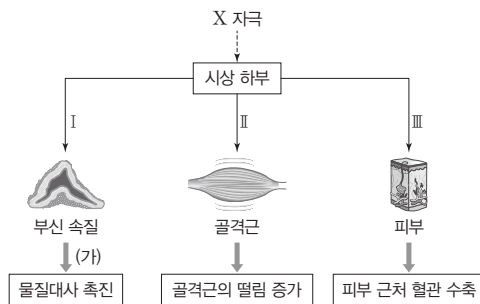 X 자극
시상 하부
Ⅰ
Ⅱ
Ⅲ
부신 속질
골격근
피부
(가)
물질대사 촉진
골격근의 떨림 증가
피부 근처 혈관 수축